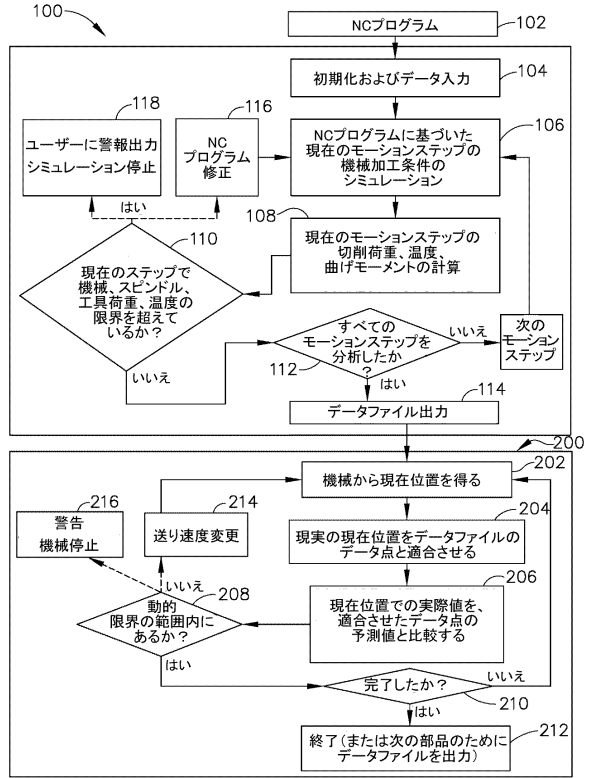 100
NCプログラム
102
初期化およびデータ入力
104
118
ユーザーに警報出力
シミュレーション停止
116
NC
プログラム
修正
NCプログラムに基づいた
現在のモーションステップの
機械加工条件の
シミュレーション
106
はい
108
現在のモーションステップの
切削荷重、温度、
曲げモーメントの計算
110
現在のステップで
機械、スピンドル、
工具荷重、温度の
限界を超えて
いるか？
いいえ
すべての
モーションステップを
分析したか
？
112
いいえ
次の
モーション
ステップ
はい
114
データファイル出力
200
機械から現在位置を得る
202
216
警告
機械停止
214
送り速度変更
204
現実の現在位置をデータファイルの
データ点と適合させる
いいえ
206
現在位置での実際値を、
適合させたデータ点の
予測値と比較する
208
動的
限界の範囲内に
あるか？
はい
完了したか？
いいえ
210
はい
212
終了（または次の部品のために
データファイルを出力）